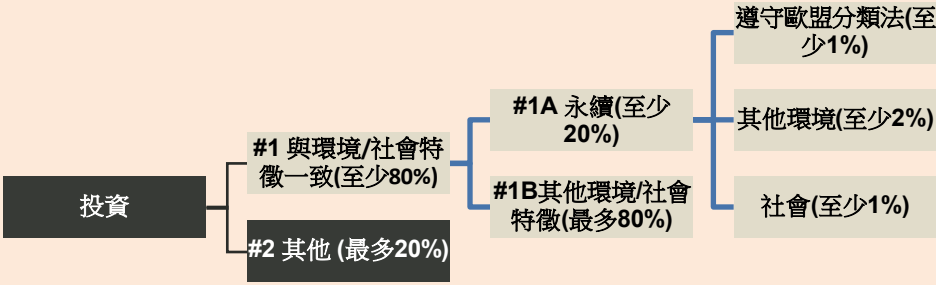 投資
#1 與環境/社會特
徵一致(至少80%)
#2 其他 (最多20%)
#1A 永續(至少
20%)
#1B其他環境/社會
特徵(最多80%)
遵守歐盟分類法(至
少1%)
其他環境(至少2%)
社會(至少1%)